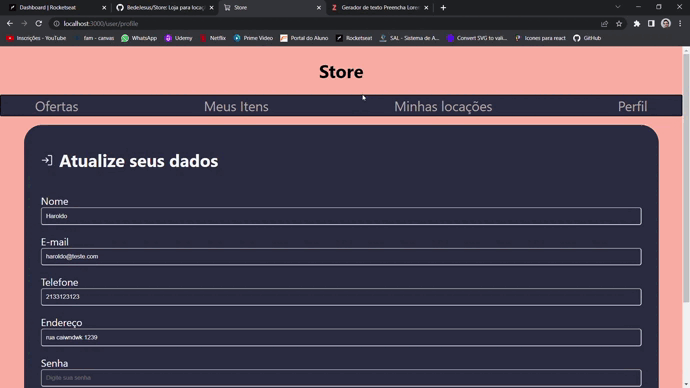 Dashboard | Rocketseat
BedeJesus/Store: Loja para locaç
Store
Gerador de texto Preencha Loren
localhost:3000/user/profile
Inscrições - YouTube
fam - canvas
WhatsApp
Udemy
Netflix
Prime Video
Portal do Aluno
Rocketseat
SAL - Sistema de A...
Convert SVG to vali...
Icones para react
GitHub
Store
Ofertas
Meus Itens
Minhas locações
Perfil
Atualize seus dados
Nome
Haroldo
E-mail
haroldo@teste.com
Telefone
2133123123
Endereço
rua caiwndwk 1239
Senha
Digite sua senha